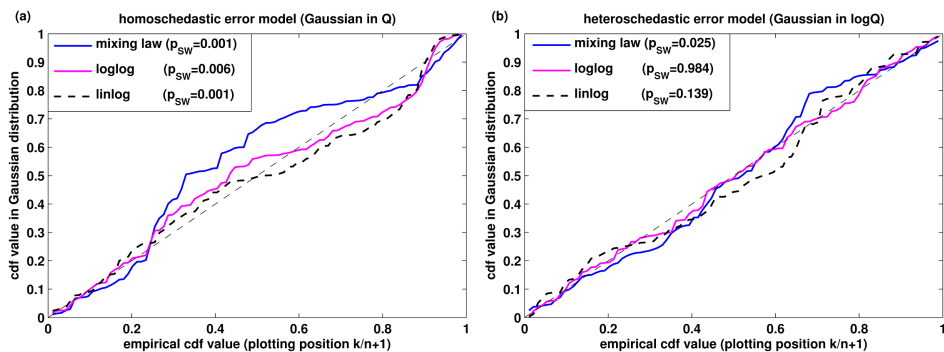 (a)
homoschedastic error model (Gaussian in Q)
mixing law (pSW=0.001)
loglog (pSW=0.006)
linlog (pSW=0.001)
cdf value in Gaussian distribution
1
0.9
0.8
0.7
0.6
0.5
0.4
0.3
0.2
0.1
0
0 0.2 0.4 0.6 0.8 1
empirical cdf value (plotting position k/n+1)
(b)
heteroschedastic error model (Gaussian in logQ)
mixing law (pSW=0.025)
loglog (pSW=0.984)
linlog (pSW=0.139)
cdf value in Gaussian distribution
1
0.9
0.8
0.7
0.6
0.5
0.4
0.3
0.2
0.1
0
0 0.2 0.4 0.6 0.8 1
empirical cdf value (plotting position k/n+1)